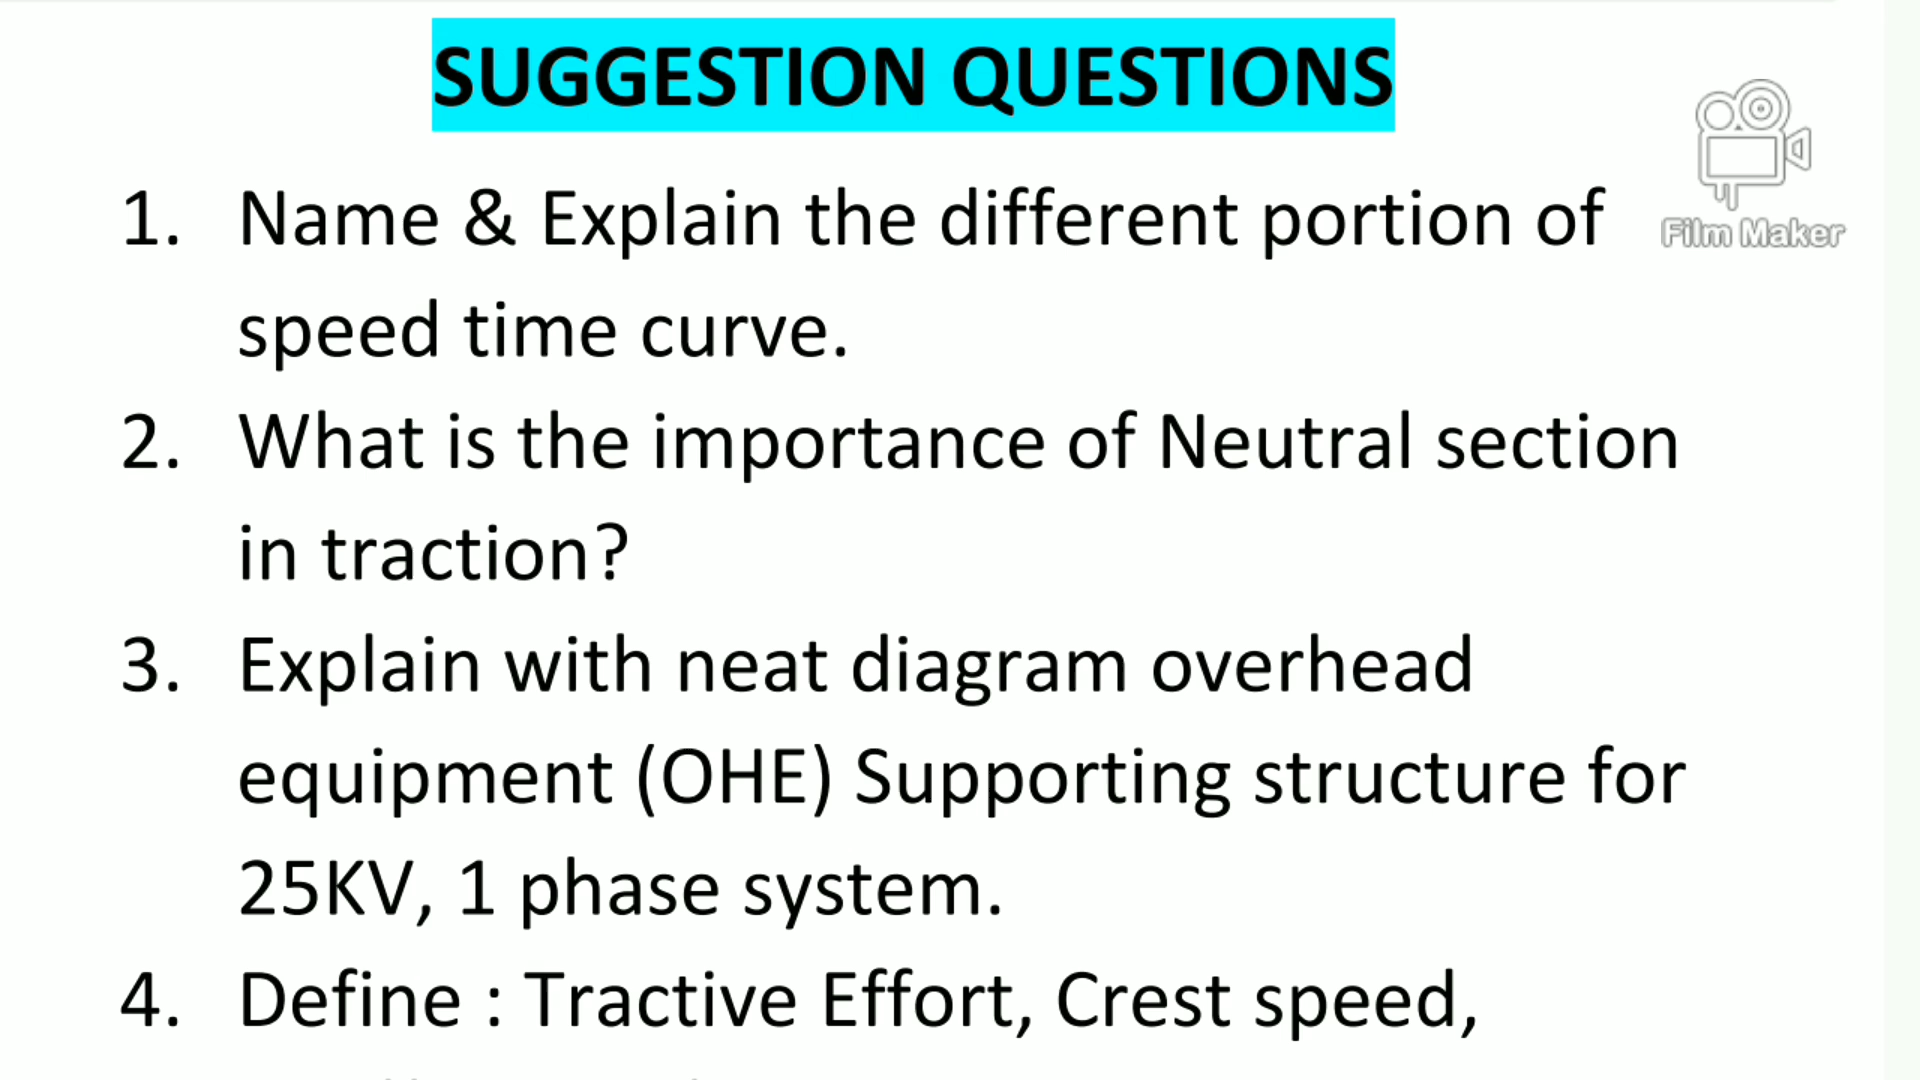 SUGGESTION QUESTIONS
Film Maker
1. Name & Explain the different portion of
speed time curve.
2. What is the importance of Neutral section
in traction?
3. Explain with neat diagram overhead
equipment (OHE) Supporting structure for
25KV, 1 phase system.
4. Define : Tractive Effort, Crest speed,